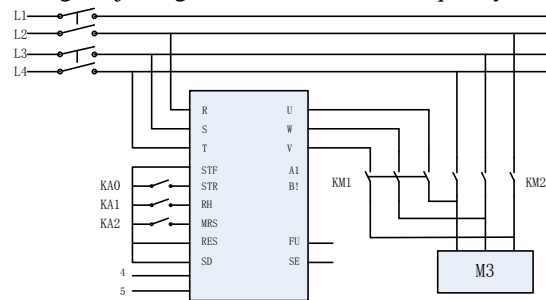 L1
L2
L3
L4
R U
S W
T V
STF A1
KA0 STR B!
KM1 KM2
KA1 RH
KA2 MRS
RES FU
SD SE
M3
4
5